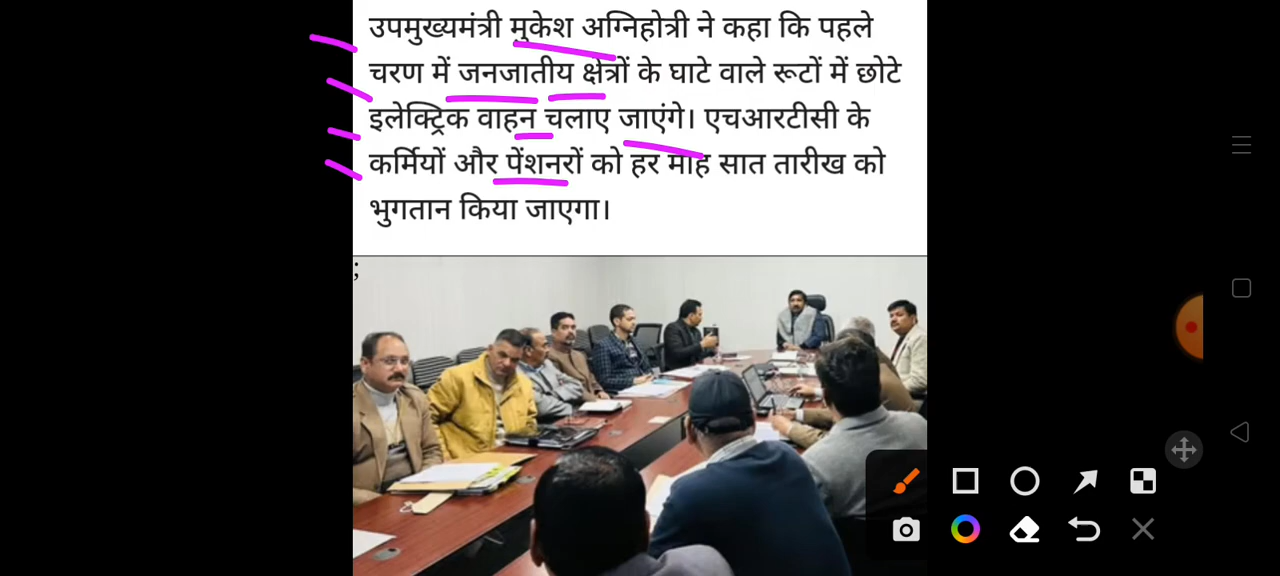 उपमुख्यमंत्री मुकेश अग्निहोत्री ने कहा कि पहले
चरण में जनजातीय क्षेत्रों के घाटे वाले रूटों में छोटे
इलेक्ट्रिक वाहन चलाए जाएंगे। एचआरटीसी के
कर्मियों और पेंशनरों को हर माह सात तारीख को
भुगतान किया जाएगा।
;